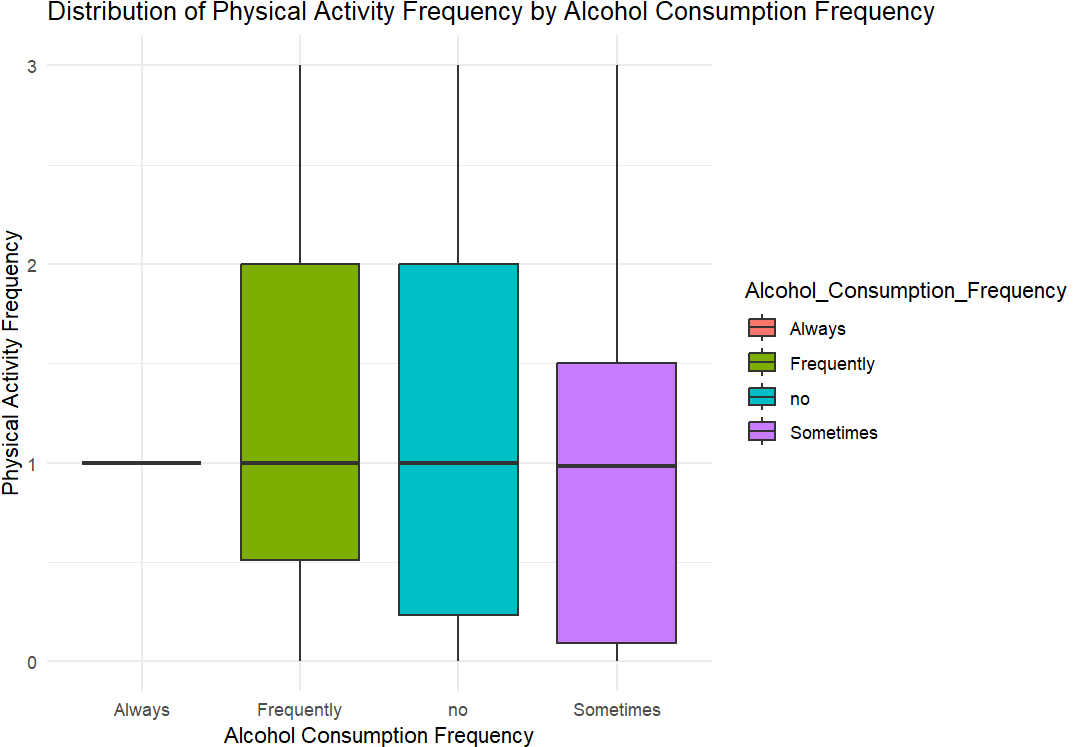 Distribution of Physical Activity Frequency by Alcohol Consumption Frequency
Physical Activity Frequency
3
2
1
0
Always Frequently no Sometimes
Alcohol Consumption Frequency
Alcohol_Consumption_Frequency
Always
Frequently
no
Sometimes